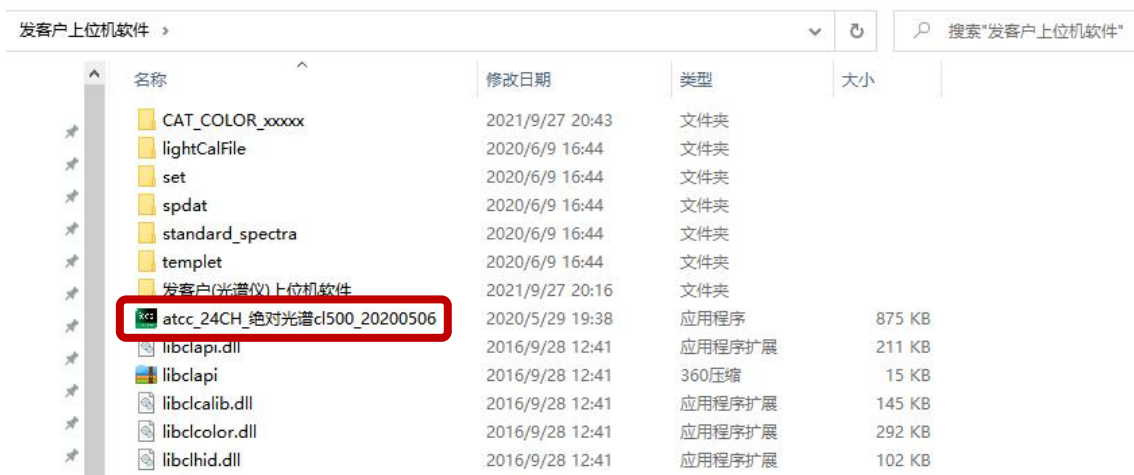 发客户上位机软件 ›
搜索"发客户上位机软件"
名称 修改日期 类型 大小
CAT_COLOR_xxxxx 2021/9/27 20:43 文件夹
lightCalFile 2020/6/9 16:44 文件夹
set 2020/6/9 16:44 文件夹
spdat 2020/6/9 16:44 文件夹
standard_spectra 2020/6/9 16:44 文件夹
templet 2020/6/9 16:44 文件夹
发客户(光谱仪)上位机软件 2021/9/27 20:16 文件夹
atcc_24CH_绝对光谱cl500_20200506 2020/5/29 19:38 应用程序 875 KB
libclapi.dll 2016/9/28 12:41 应用程序扩展 211 KB
libclapi 2016/9/28 12:41 360压缩 15 KB
libclcalib.dll 2016/9/28 12:41 应用程序扩展 145 KB
libclcolor.dll 2016/9/28 12:41 应用程序扩展 292 KB
libclhid.dll 2016/9/28 12:41 应用程序扩展 102 KB